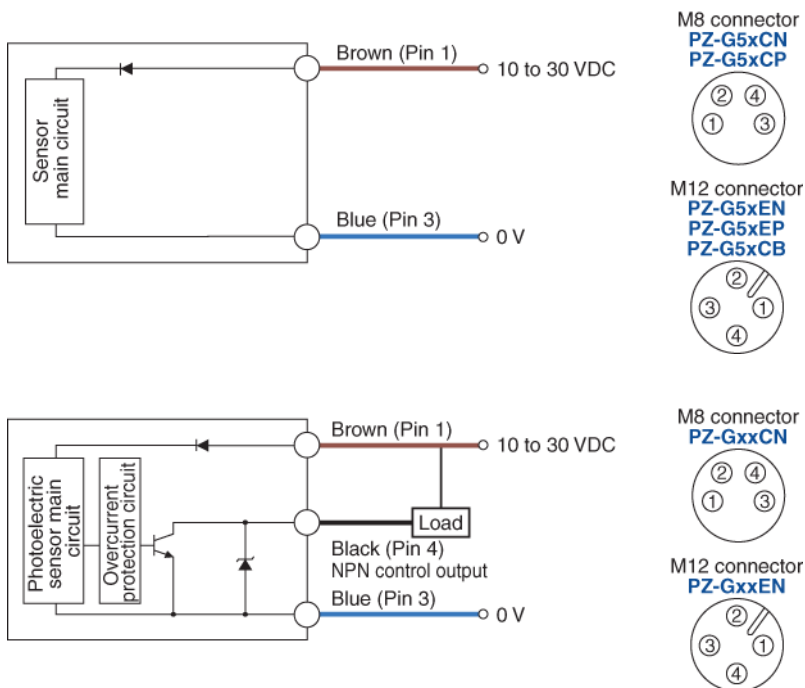 Sensor
main circuit
Brown (Pin 1)
10 to 30 VDC
Blue (Pin 3)
0 V
M8 connector
PZ-G5xCN
PZ-G5xCP
② ④
① ③
M12 connector
PZ-G5xEN
PZ-G5xEP
PZ-G5xCB
②
③ ①
④
Photoelectric
sensor main
circuit
Overcurrent
protection circuit
Brown (Pin 1)
10 to 30 VDC
Load
Black (Pin 4)
NPN control output
Blue (Pin 3)
0 V
M8 connector
PZ-GxxCN
② ④
① ③
M12 connector
PZ-GxxEN
②
③ ①
④